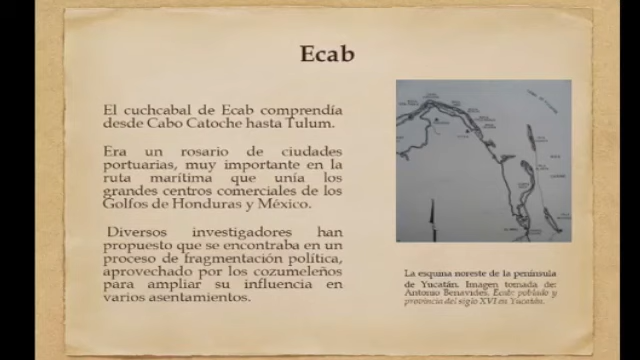 Ecab
El cuchcabal de Ecab comprendía
desde Cabo Catoche hasta Tulum.
Era un rosario de ciudades
portuarias, muy importante en la
ruta marítima que unía los
grandes centros comerciales de los
Golfos de Honduras y México.
Diversos investigadores han
propuesto que se encontraba en un
proceso de fragmentación política,
aprovechado por los cozumeleños
para ampliar su influencia en
varios asentamientos.
La esquina noreste de la península
de Yucatán. Imagen tomada de:
Antonio Benavides. Ecab: poblado y
provincia del siglo XVI en Yucatán.